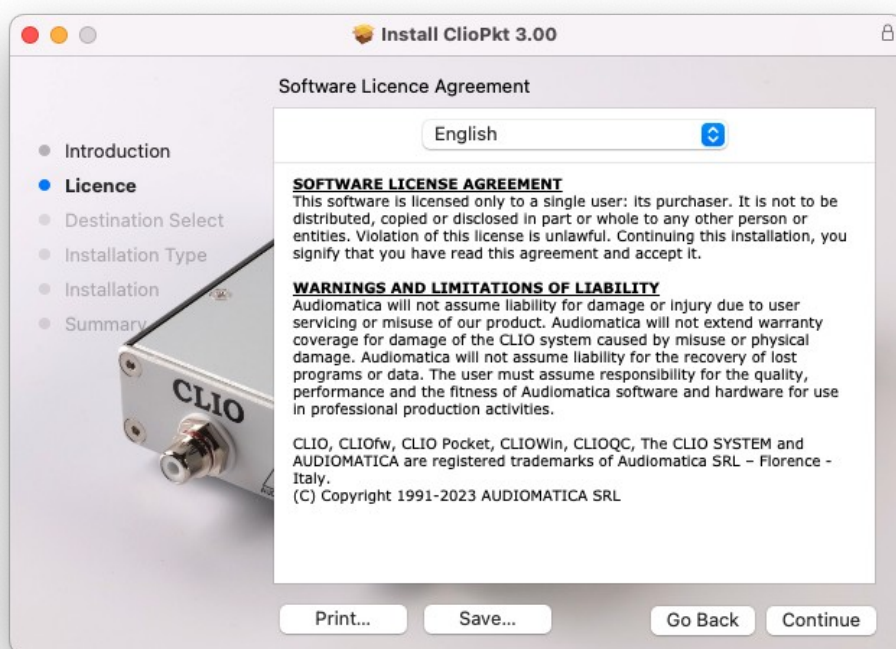 Install ClioPkt 3.00
Software Licence Agreement
Introduction
Licence
Destination Select
Installation Type
Installation
Summary
CLIO
English
SOFTWARE LICENSE AGREEMENT
This software is licensed only to a single user: its purchaser. It is not to be
distributed, copied or disclosed in part or whole to any other person or
entities. Violation of this license is unlawful. Continuing this installation, you
signify that you have read this agreement and accept it.
WARNINGS AND LIMITATIONS OF LIABILITY
Audiomatica will not assume liability for damage or injury due to user
servicing or misuse of our product. Audiomatica will not extend warranty
coverage for damage of the CLIO system caused by misuse or physical
damage. Audiomatica will not assume liability for the recovery of lost
programs or data. The user must assume responsibility for the quality,
performance and the fitness of Audiomatica software and hardware for use
in professional production activities.
CLIO, CLIOfw, CLIO Pocket, CLIOWin, CLIOQC, The CLIO SYSTEM and
AUDIOMATICA are registered trademarks of Audiomatica SRL – Florence -
Italy.
(C) Copyright 1991-2023 AUDIOMATICA SRL
Print...
Save...
Go Back
Continue